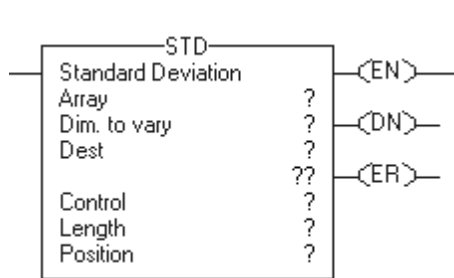 STD
Standard Deviation
Array ?
Dim. to vary ?
Dest ?
??
Control ?
Length ?
Position ?
EN
DN
ER